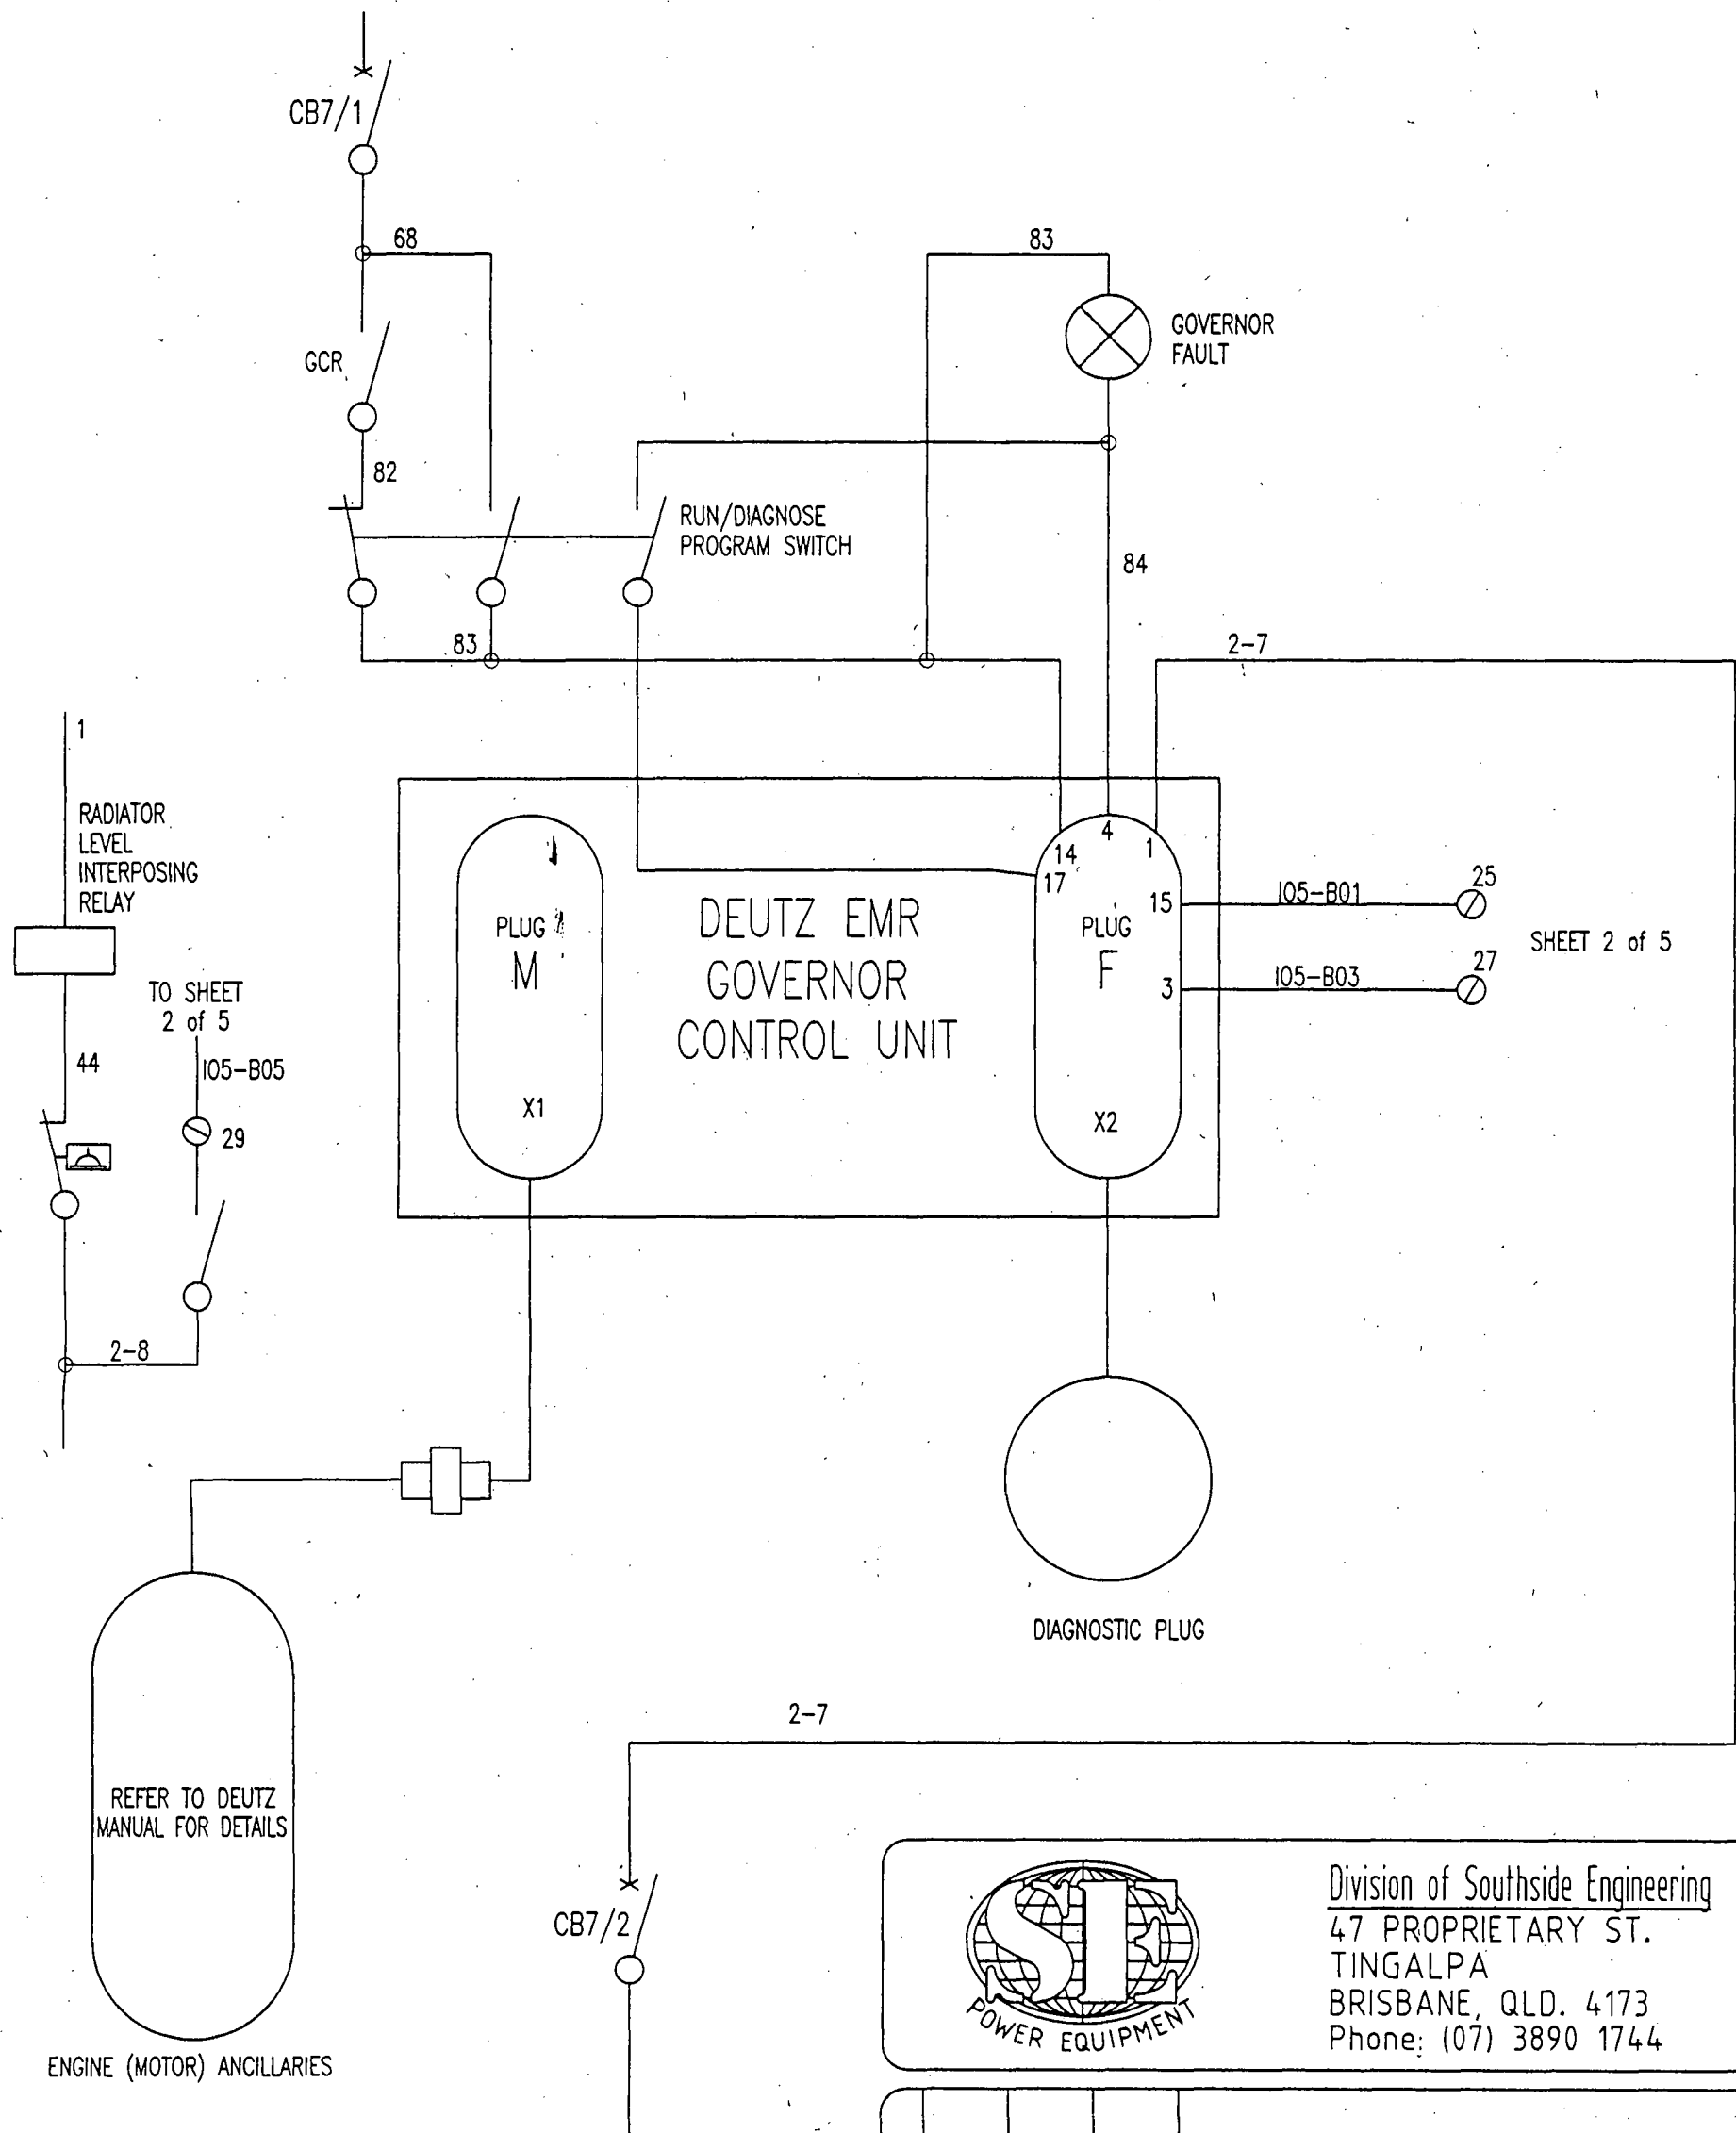 CB7/1
68
83
GOVERNOR
FAULT
GCR
82
RUN/DIAGNOSE
PROGRAM SWITCH
84
83
2-7
1
RADIATOR
LEVEL
INTERPOSING
RELAY
14
4
1
17
15
IO5-B01
25
PLUG
M
DEUTZ EMR
GOVERNOR
CONTROL UNIT
PLUG
F
SHEET 2 of 5
3
IO5-B03
27
TO SHEET
2 of 5
44
IO5-B05
X1
X2
29
2-8
DIAGNOSTIC PLUG
2-7
REFER TO DEUTZ
MANUAL FOR DETAILS
CB7/2
SE
POWER EQUIPMENT
Division of Southside Engineering
47 PROPRIETARY ST.
TINGALPA
BRISBANE, QLD. 4173
Phone: (07) 3890 1744
ENGINE (MOTOR) ANCILLARIES